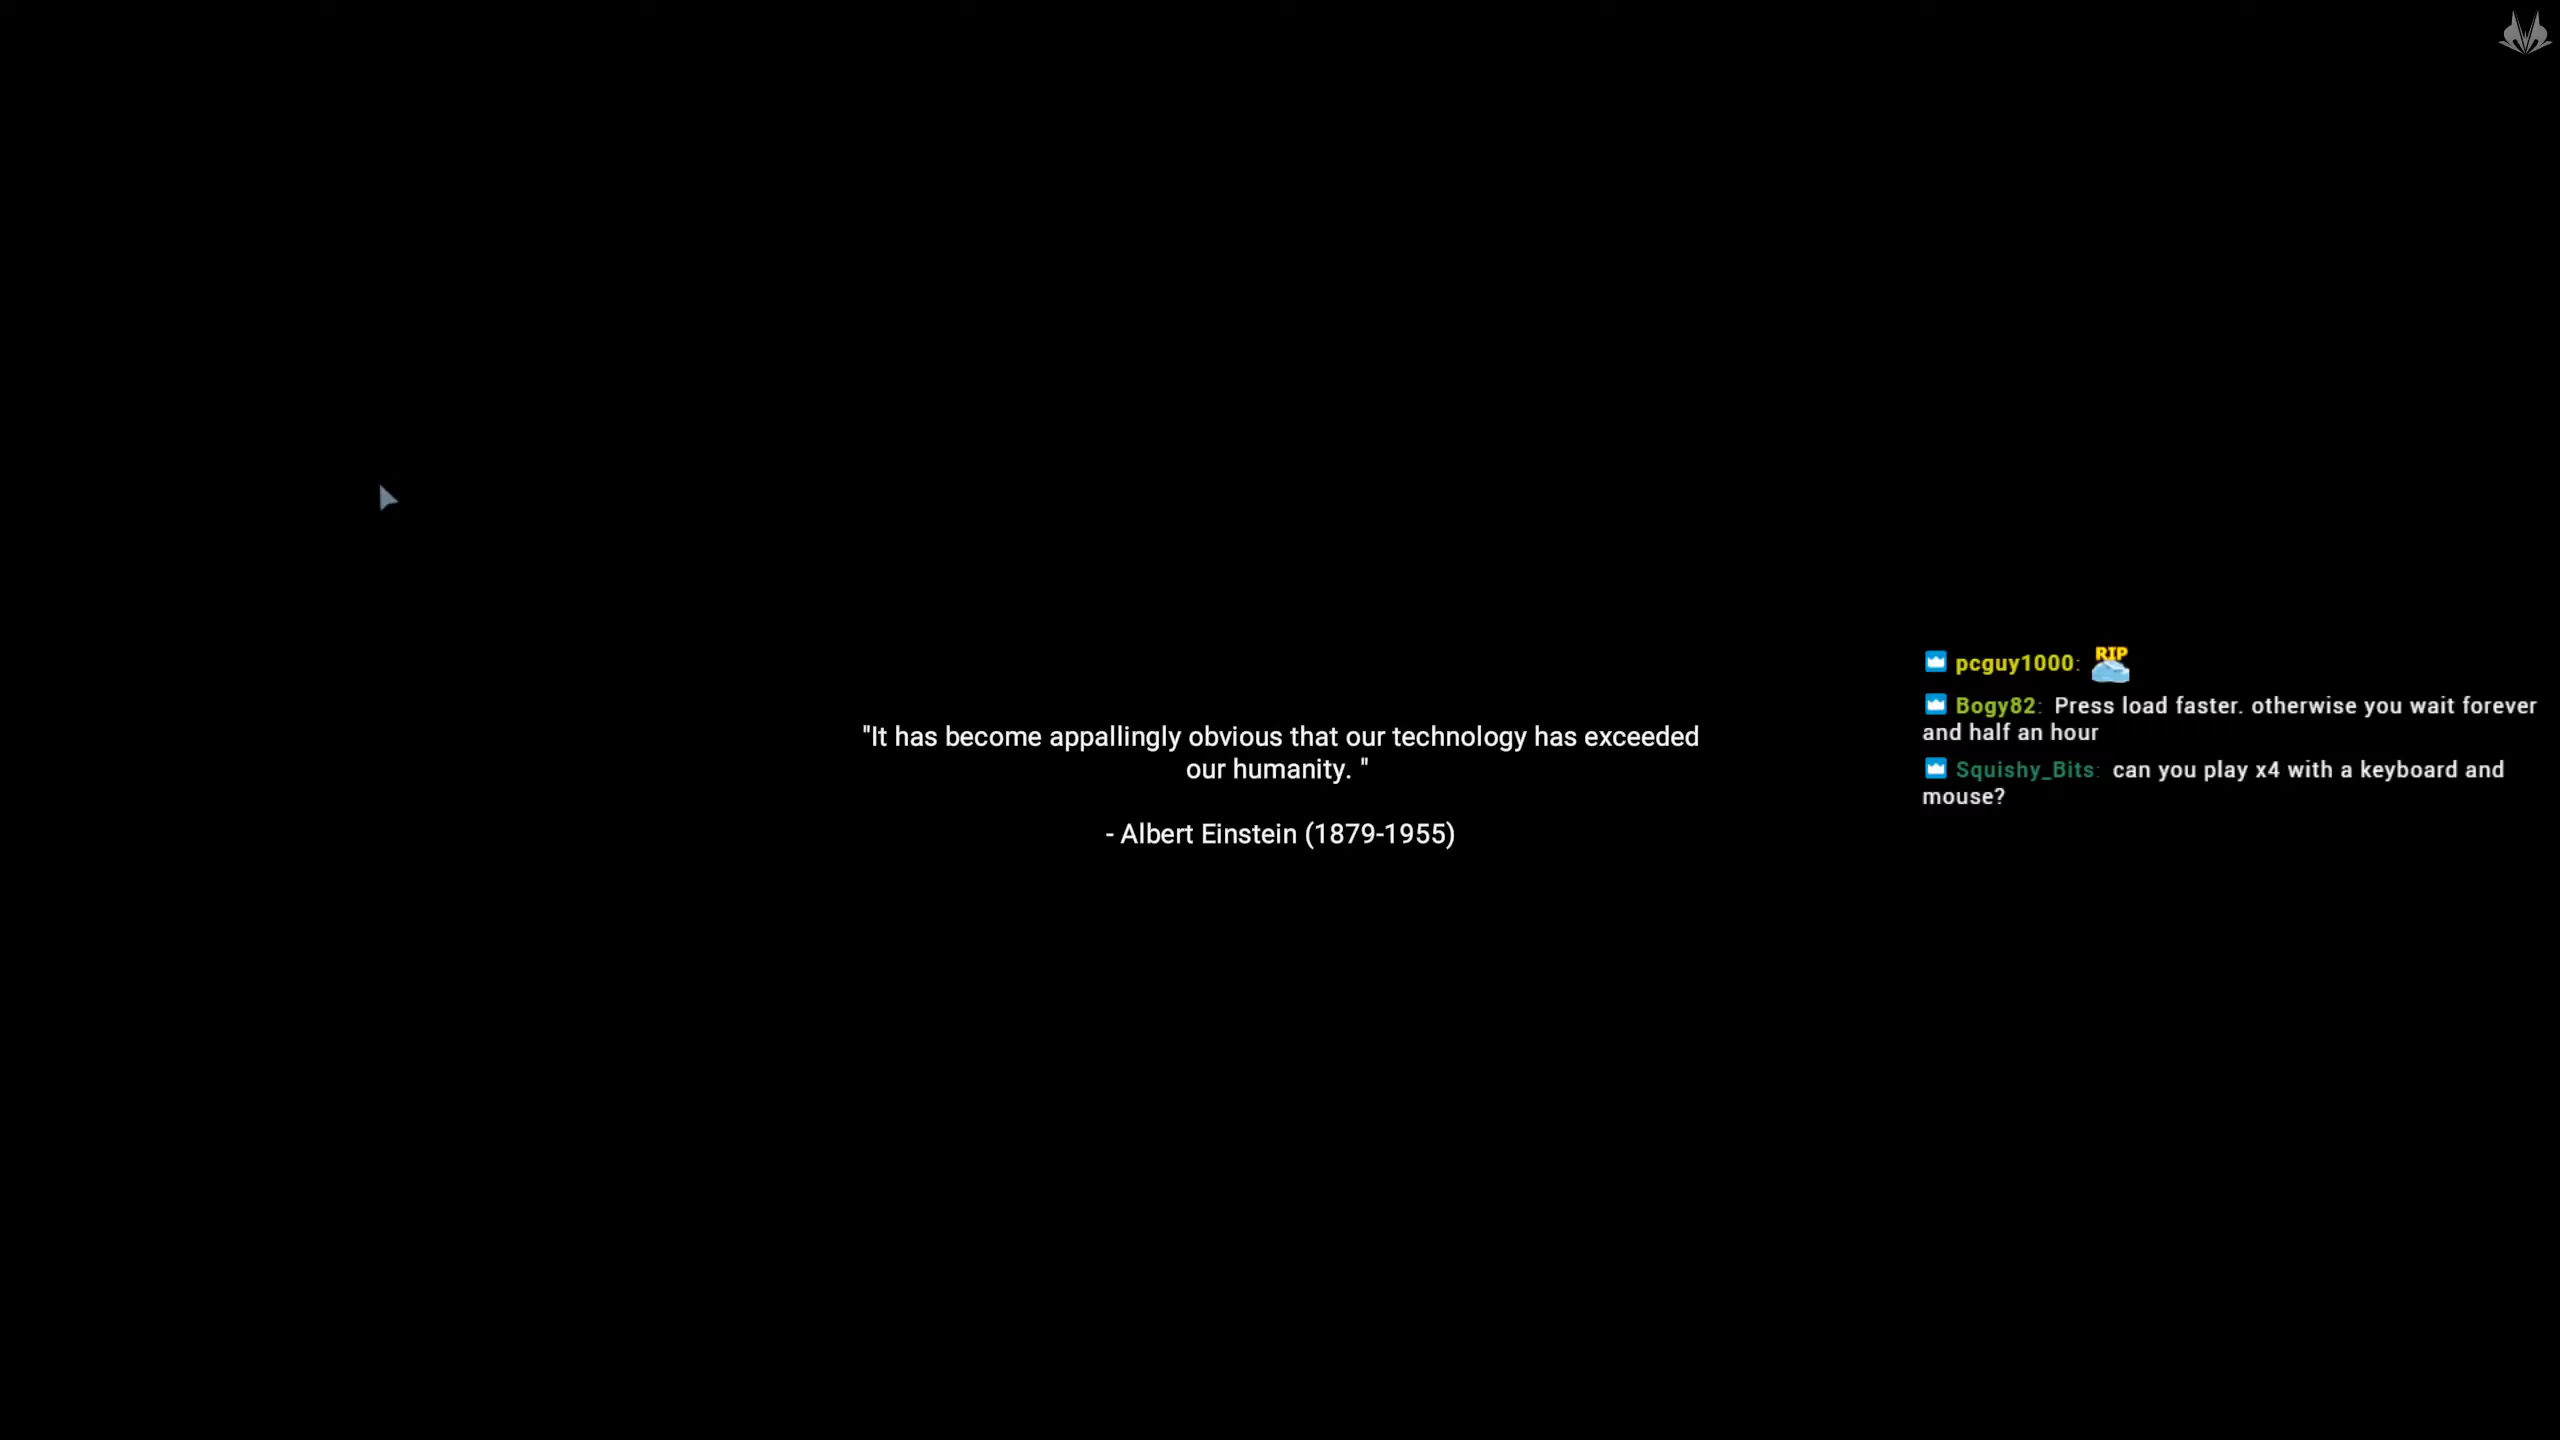 "It has become appallingly obvious that our technology has exceeded
our humanity. "
- Albert Einstein (1879-1955)
pcguy1000: RIP
Bogy82: Press load faster. otherwise you wait forever
and half an hour
Squishy_Bits: can you play x4 with a keyboard and
mouse?